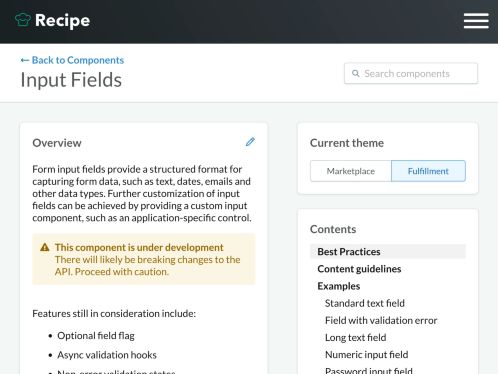 Recipe
← Back to Components
Input Fields
Search components
Overview
Form input fields provide a structured format for
capturing form data, such as text, dates, emails and
other data types. Further customization of input
fields can be achieved by providing a custom input
component, such as an application-specific control.
This component is under development
There will likely be breaking changes to the
API. Proceed with caution.
Features still in consideration include:
• Optional field flag
• Async validation hooks
• Non-error validation states
Current theme
Marketplace
Fulfillment
Contents
Best Practices
Content guidelines
Examples
Standard text field
Field with validation error
Long text field
Numeric input field
Password input field